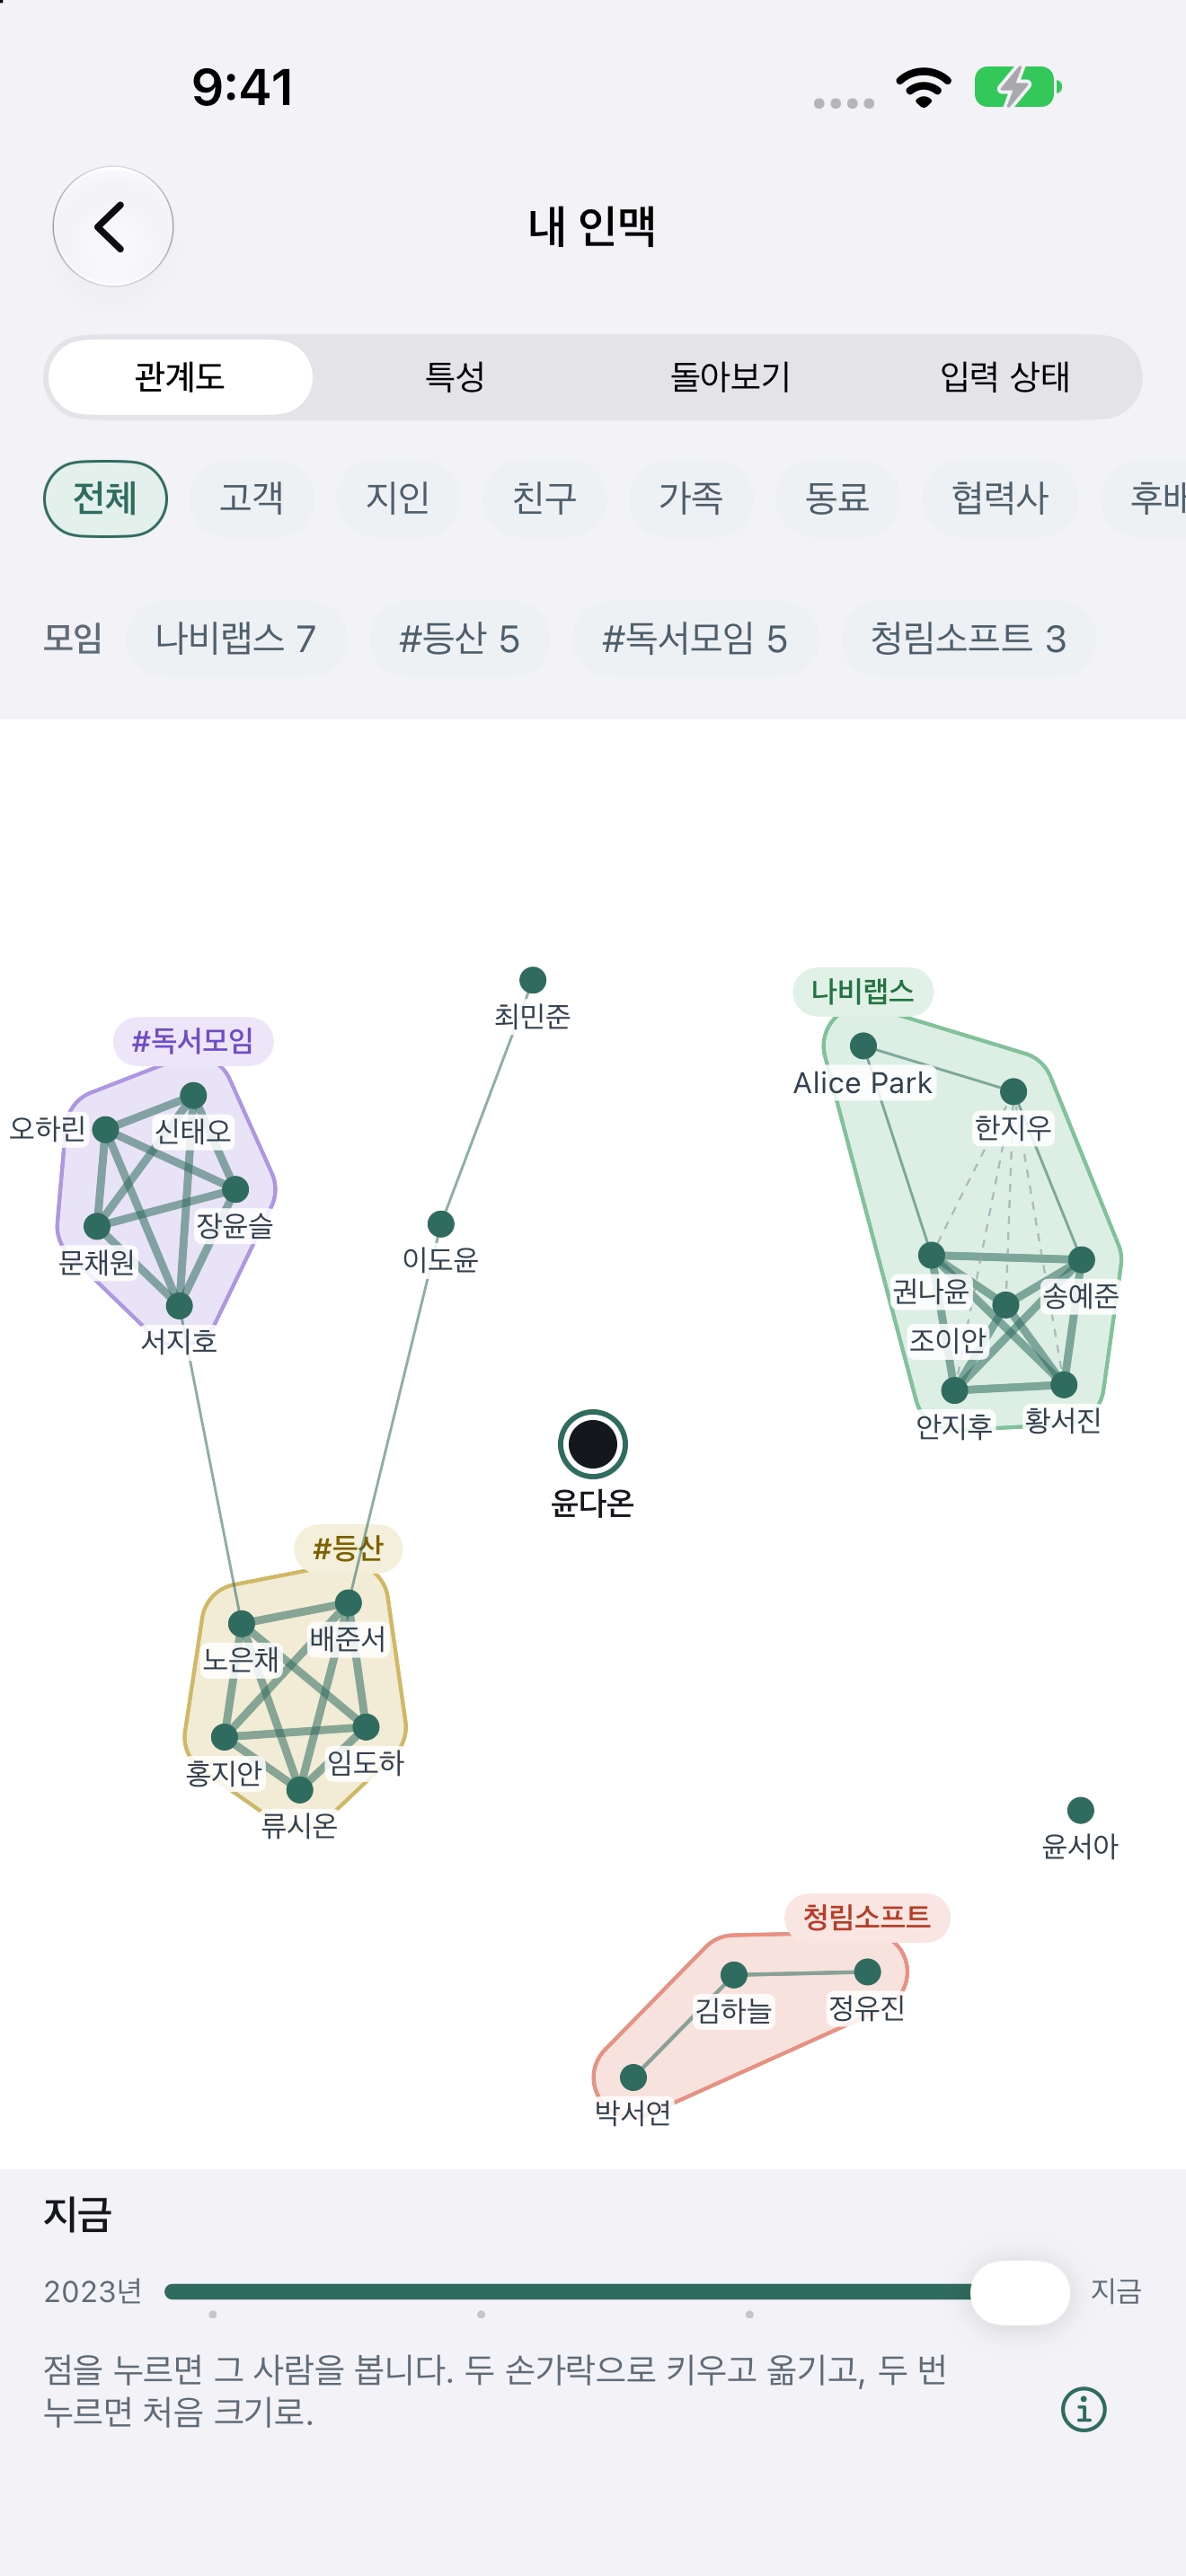 9:41
내 인맥
관계도 특성 돌아보기 입력 상태
전체 고객 지인 친구 가족 동료 협력사
모임 나비랩스 7 #등산 5 #독서모임 5 청림소프트 3
최민준
나비랩스
#독서모임
Alice Park
오하린
신태오
한지우
장윤슬
문채원
이도윤
권나윤
송예준
서지호
조이안
안지후
황서진
윤다온
#등산
배준서
노은채
홍지안
임도하
류시온
윤서아
청림소프트
김하늘
정유진
박서연
지금
2023년 지금
점을 누르면 그 사람을 봅니다. 두 손가락으로 키우고 옮기고, 두 번
누르면 처음 크기로.